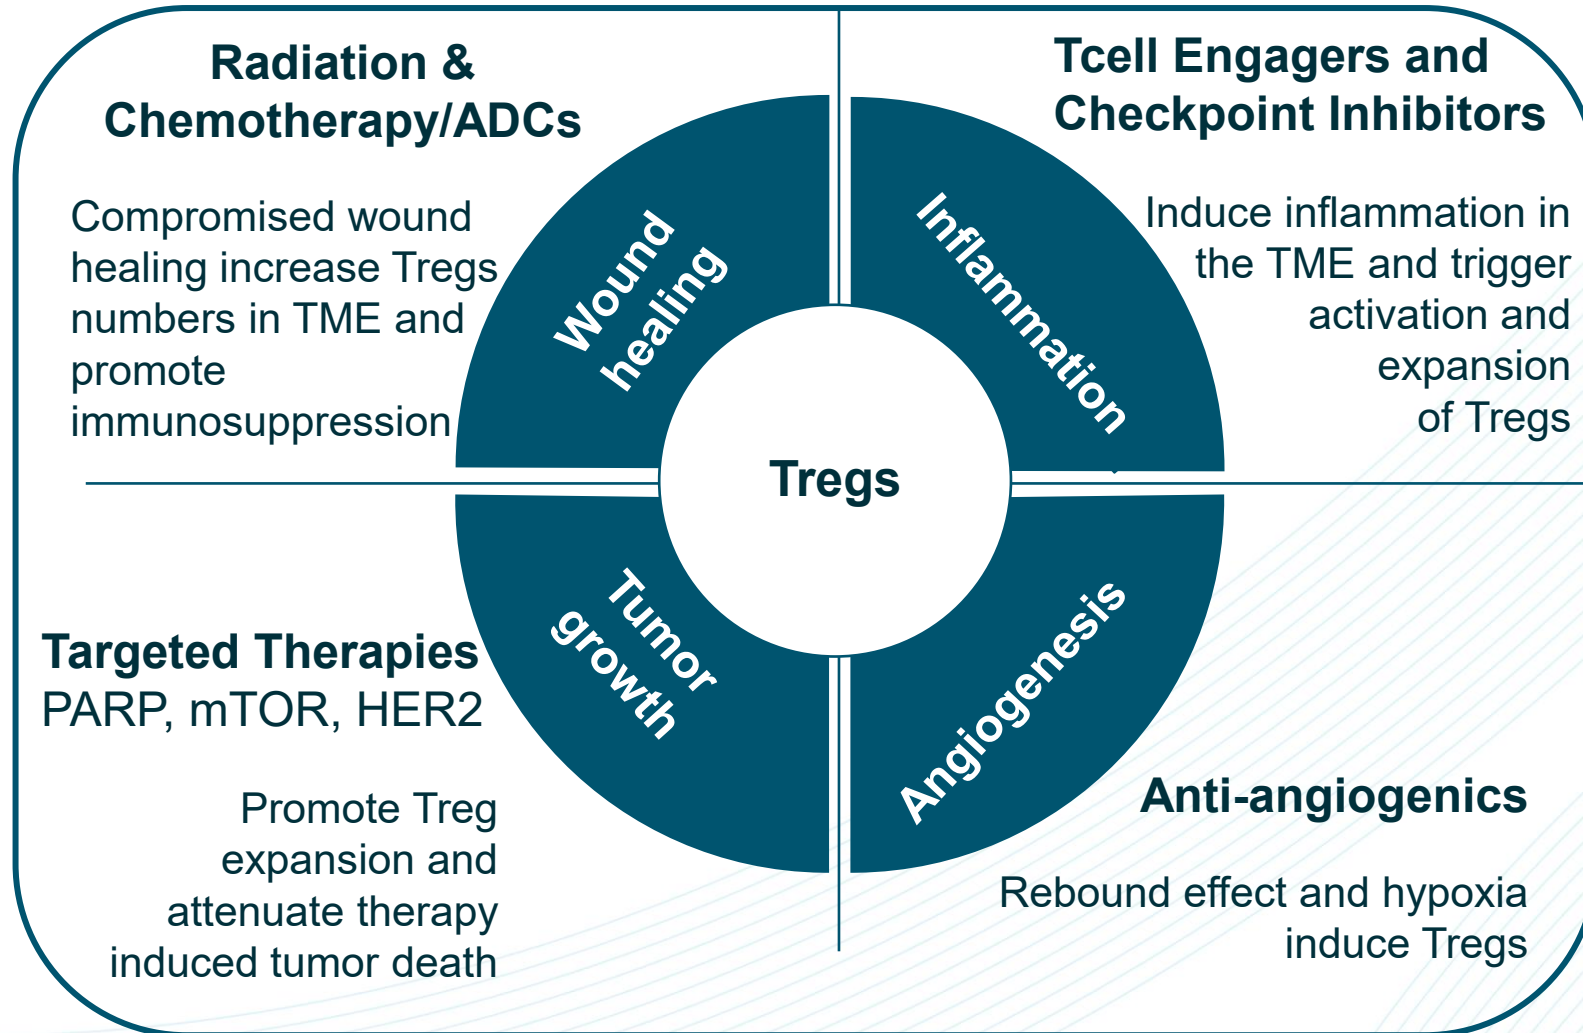 Radiation &
Chemotherapy/ADCs
Compromised wound
healing increase Tregs
numbers in TME and
promote
immunosuppression
Wound
healing
Tcell Engagers and
Checkpoint Inhibitors
Induce inflammation in
the TME and trigger
activation and
expansion
of Tregs
Inflammation
Tregs
Targeted Therapies
PARP, mTOR, HER2
Promote Treg
expansion and
attenuate therapy
induced tumor death
Tumor
growth
Angiogenesis
Anti-angiogenics
Rebound effect and hypoxia
induce Tregs